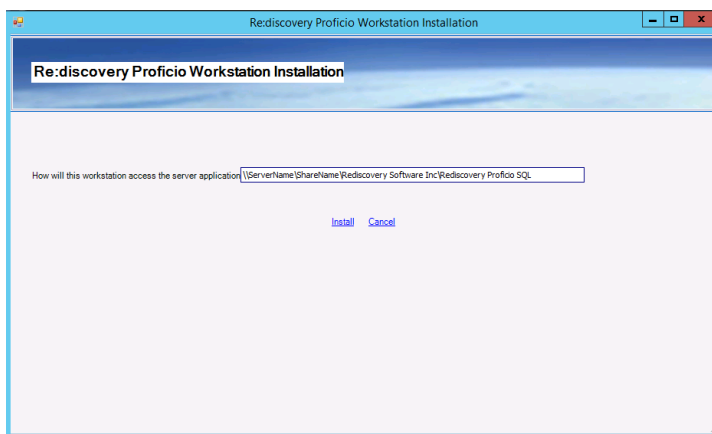 Re:discovery Proficio Workstation Installation
Re:discovery Proficio Workstation Installation
How will this workstation access the server application \\ServerName\ShareName\Rediscovery Software Inc\Rediscovery Proficio SQL
Install Cancel